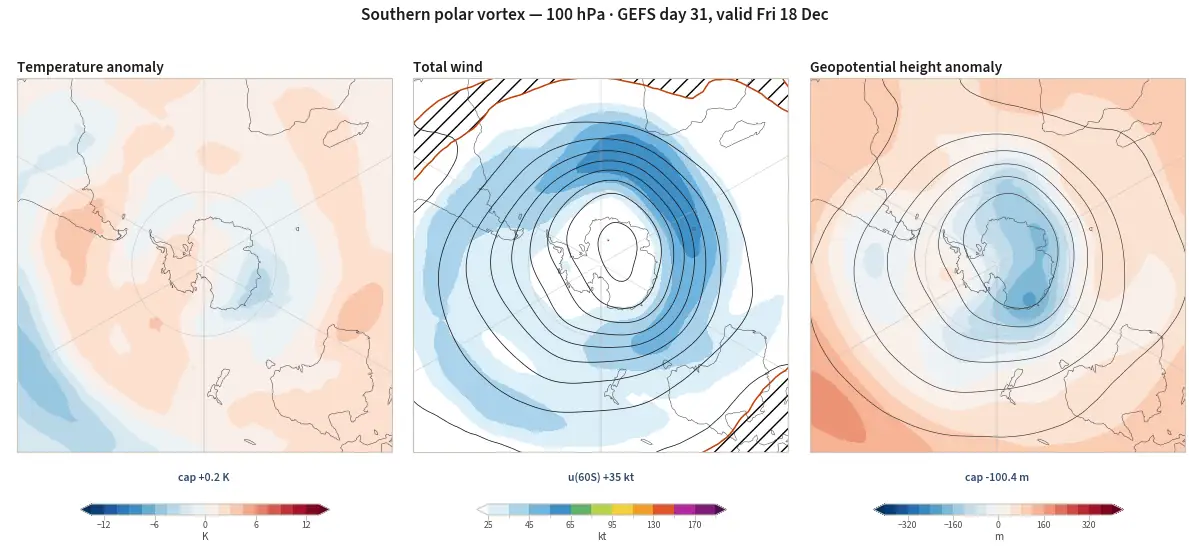 Southern polar vortex — 100 hPa · GEFS day 31, valid Fri 18 Dec
Temperature anomaly
Total wind
Geopotential height anomaly
cap +0.2 K
u(60S) +35 kt
cap -100.4 m
−12 −6 0 6 12
K
25 45 65 95 130 170
kt
−320 −160 0 160 320
m